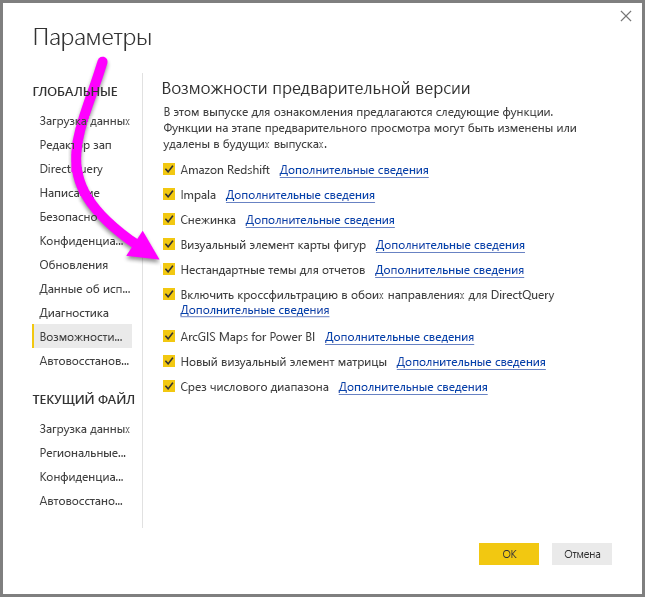 Параметры
ГЛОБАЛЬНЫЕ
Загрузка данных
Редактор зап
DirectQuery
Написание
Безопасно
Конфиденциа...
Обновления
Данные об исп...
Диагностика
Возможности...
Автовосстанов...
ТЕКУЩИЙ ФАЙЛ
Загрузка данных
Региональные...
Конфиденциа...
Автовосстано...
Возможности предварительной версии
В этом выпуске для ознакомления предлагаются следующие функции.
Функции на этапе предварительного просмотра могут быть изменены или
удалены в будущих выпусках.
Amazon Redshift Дополнительные сведения
Impala Дополнительные сведения
Снежинка Дополнительные сведения
Визуальный элемент карты фигур Дополнительные сведения
Нестандартные темы для отчетов Дополнительные сведения
Включить кроссфильтрацию в обоих направлениях для DirectQuery
Дополнительные сведения
ArcGIS Maps for Power BI Дополнительные сведения
Новый визуальный элемент матрицы Дополнительные сведения
Срез числового диапазона Дополнительные сведения
ОК
Отмена